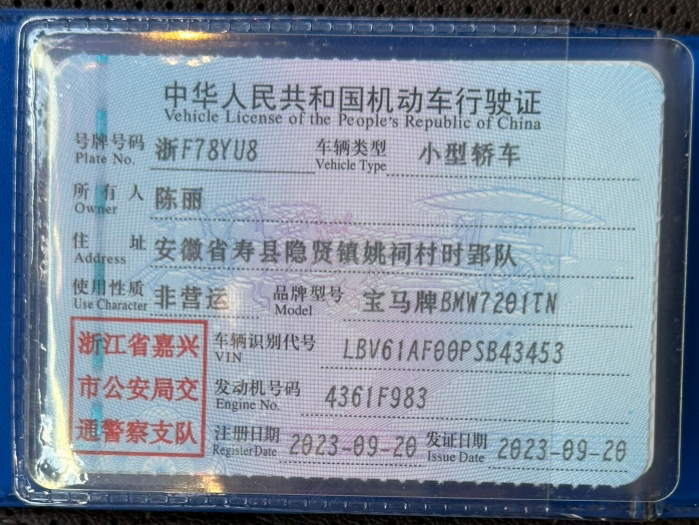 中华人民共和国机动车行驶证
Vehicle License of the People's Republic of China
号牌号码 浙F78YU8 车辆类型 小型轿车
Plate No. Vehicle Type
所有人 陈丽
Owner
住址 安徽省寿县隐贤镇姚祠村时郢队
Address
使用性质 非营运 品牌型号 宝马牌BMW7201TN
Use Character Model
浙江省嘉兴
市公安局交
通警察支队
车辆识别代号 LBV61AF00PSB43453
VIN
发动机号码 4361F983
Engine No.
注册日期 2023-09-20 发证日期 2023-09-20
Register Date Issue Date